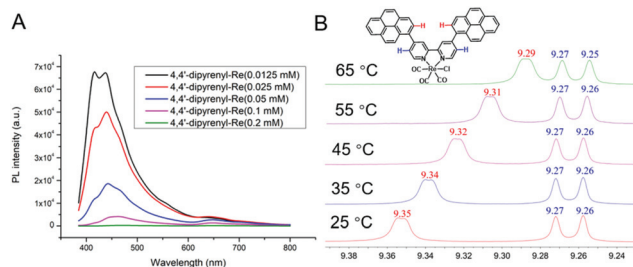 A
PL intensity (a.u.)
7x10⁴
6x10⁴
5x10⁴
4x10⁴
3x10⁴
2x10⁴
1x10⁴
0
4,4'-dipyrenyl-Re(0.0125 mM)
4,4'-dipyrenyl-Re(0.025 mM)
4,4'-dipyrenyl-Re(0.05 mM)
4,4'-dipyrenyl-Re(0.1 mM)
4,4'-dipyrenyl-Re(0.2 mM)
400 500 600 700 800
Wavelength (nm)
B
H H
H H
N N
OC Re Cl
OC CO
65 °C 9.29 9.27 9.25
55 °C 9.31 9.27 9.26
45 °C 9.32 9.27 9.26
35 °C 9.34 9.27 9.26
25 °C 9.35 9.27 9.26
9.38 9.36 9.34 9.32 9.30 9.28 9.26 9.24